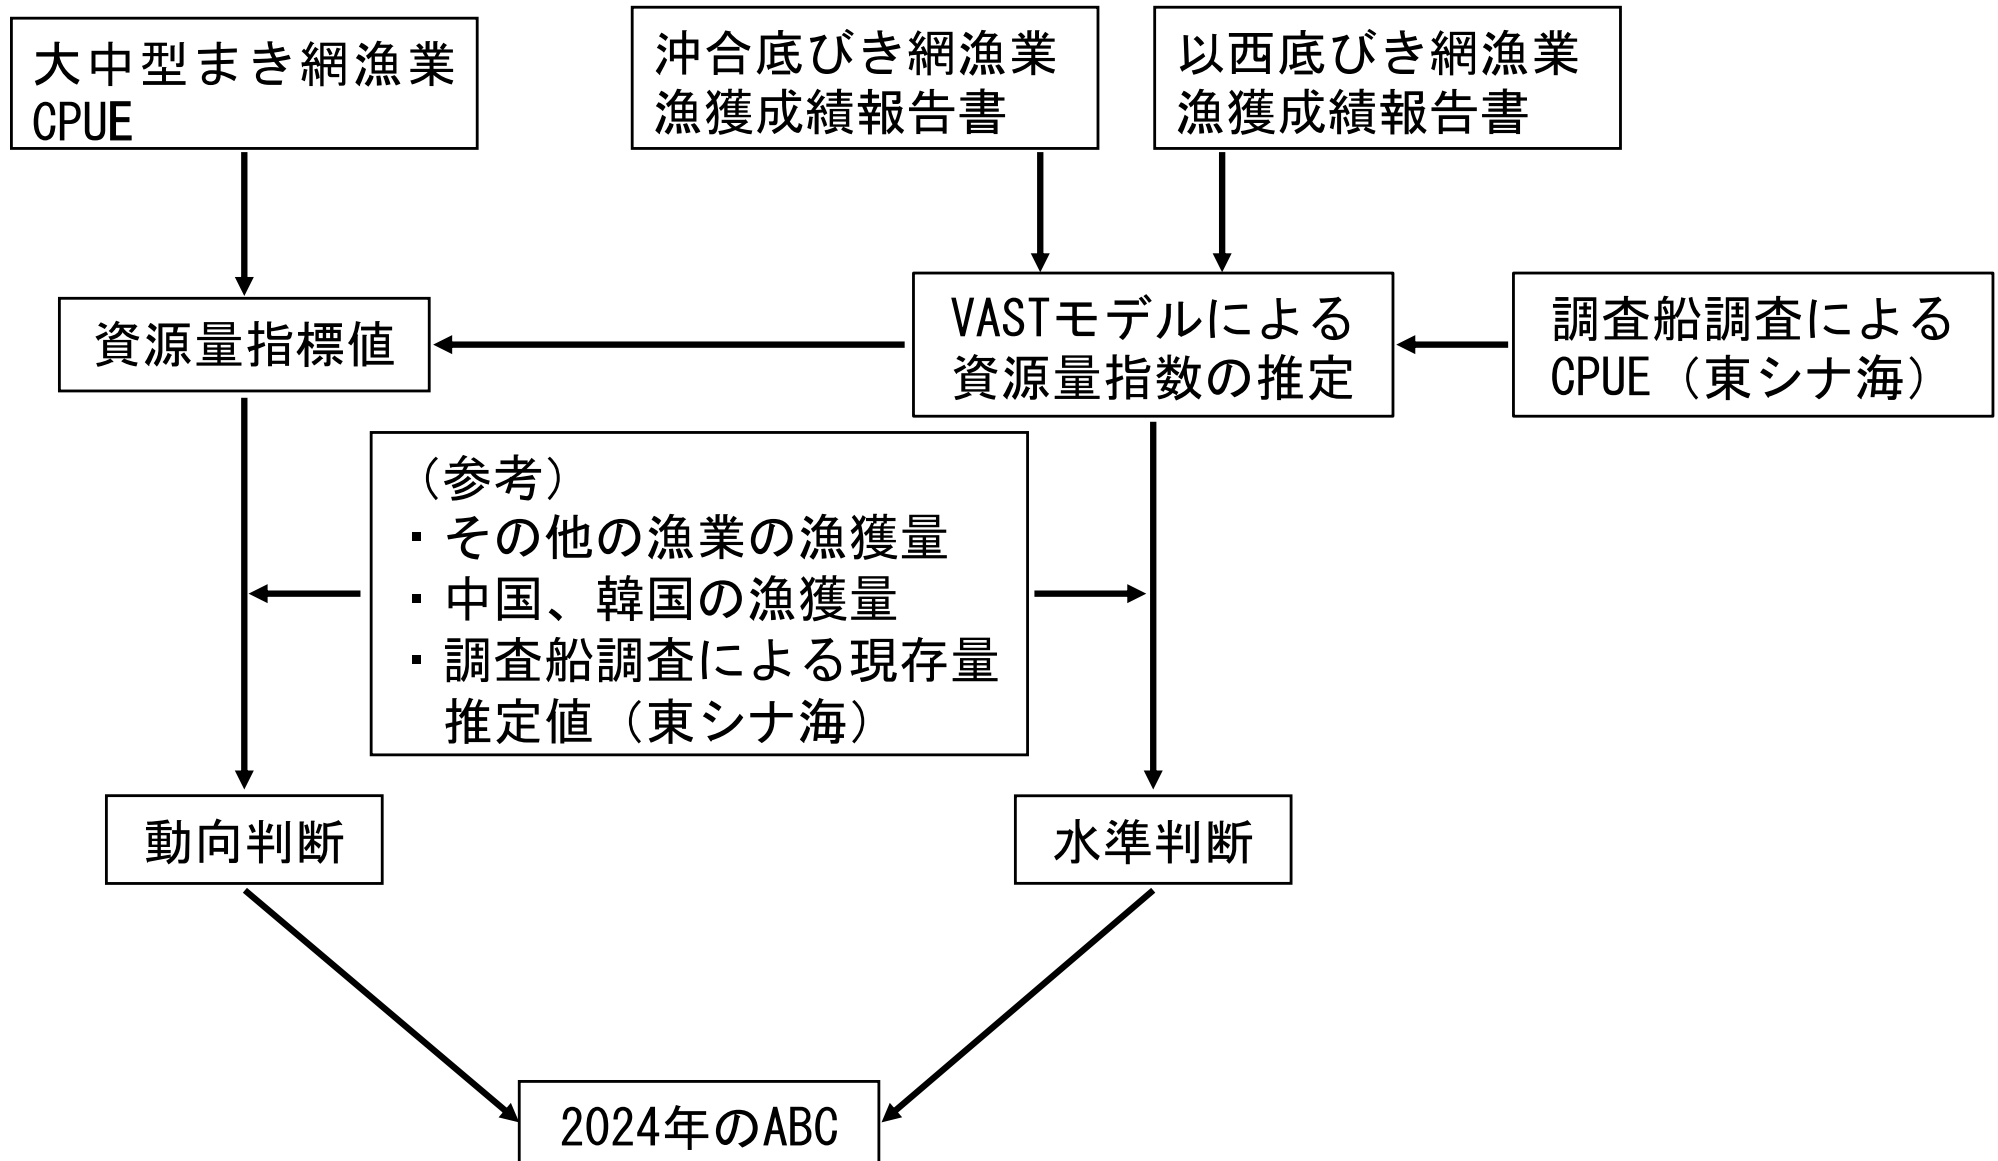 大中型まき網漁業
CPUE
沖合底びき網漁業
漁獲成績報告書
以西底びき網漁業
漁獲成績報告書
資源量指標値
VASTモデルによる
資源量指数の推定
調査船調査による
CPUE（東シナ海）
（参考）
・その他の漁業の漁獲量
・中国、韓国の漁獲量
・調査船調査による現存量
推定値（東シナ海）
動向判断
水準判断
2024年のABC